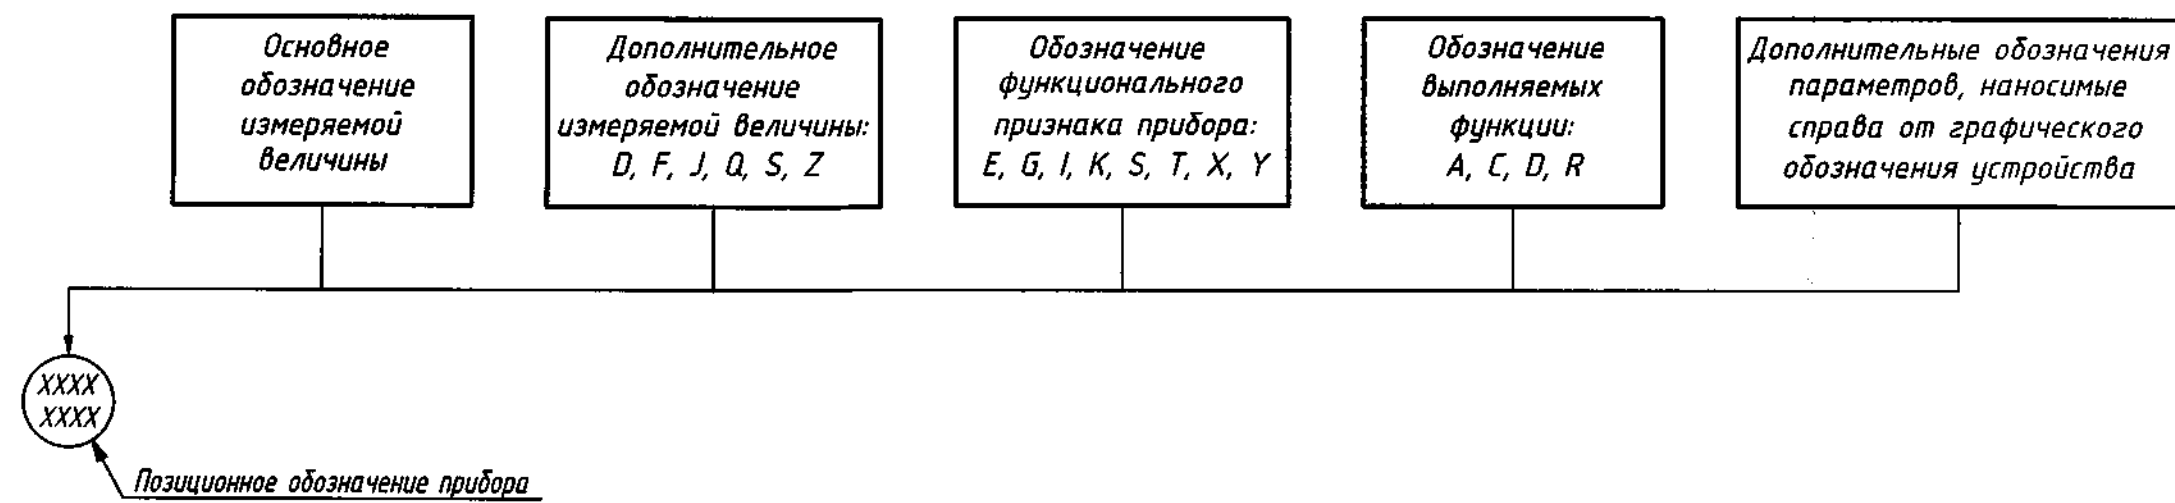 Основное
обозначение
измеряемой
величины
Дополнительное
обозначение
измеряемой величины:
D, F, J, Q, S, Z
Обозначение
функционального
признака прибора:
E, G, I, K, S, T, X, Y
Обозначение
выполняемых
функции:
A, C, D, R
Дополнительные обозначения
параметров, наносимые
справа от графического
обозначения устройства
XXXX
XXXX
Позиционное обозначение прибора